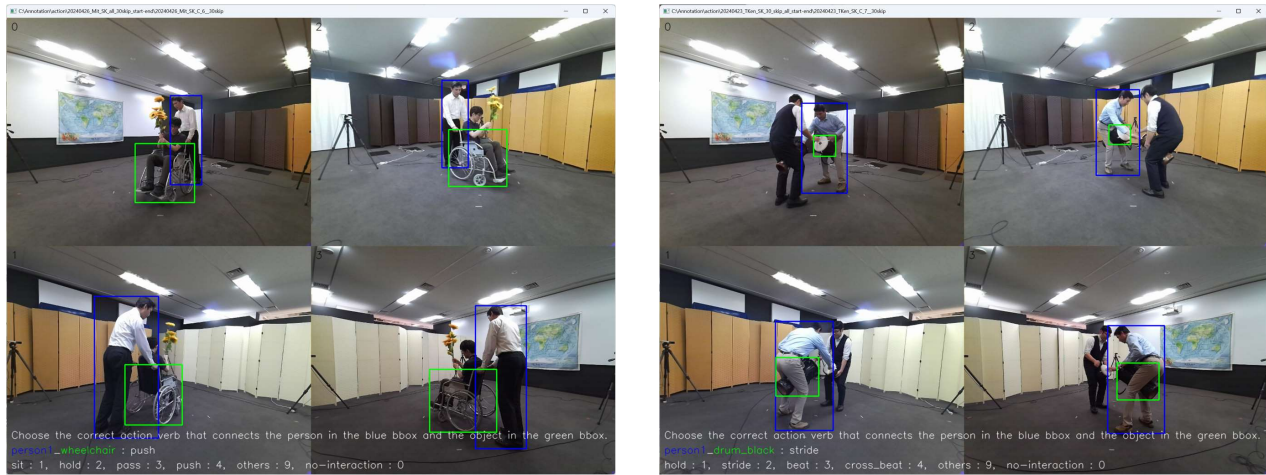 C:\Annotation\action\20240426_Mit_SK_all_30skip_start-end\20240426_Mit_SK_C_6__30skip
0
2
1
3
Choose the correct action verb that connects the person in the blue bbox and the object in the green bbox.
person1_wheelchair : push
sit : 1, hold : 2, pass : 3, push : 4, others : 9, no-interaction : 0
C:\Annotation\action\20240423_TKen_SK_30_skip_all_start-end\20240423_TKen_SK_C_7__30skip
0
2
1
3
Choose the correct action verb that connects the person in the blue bbox and the object in the green bbox.
person1_drum_black : stride
hold : 1, stride : 2, beat : 3, cross_beat : 4, others : 9, no-interaction : 0